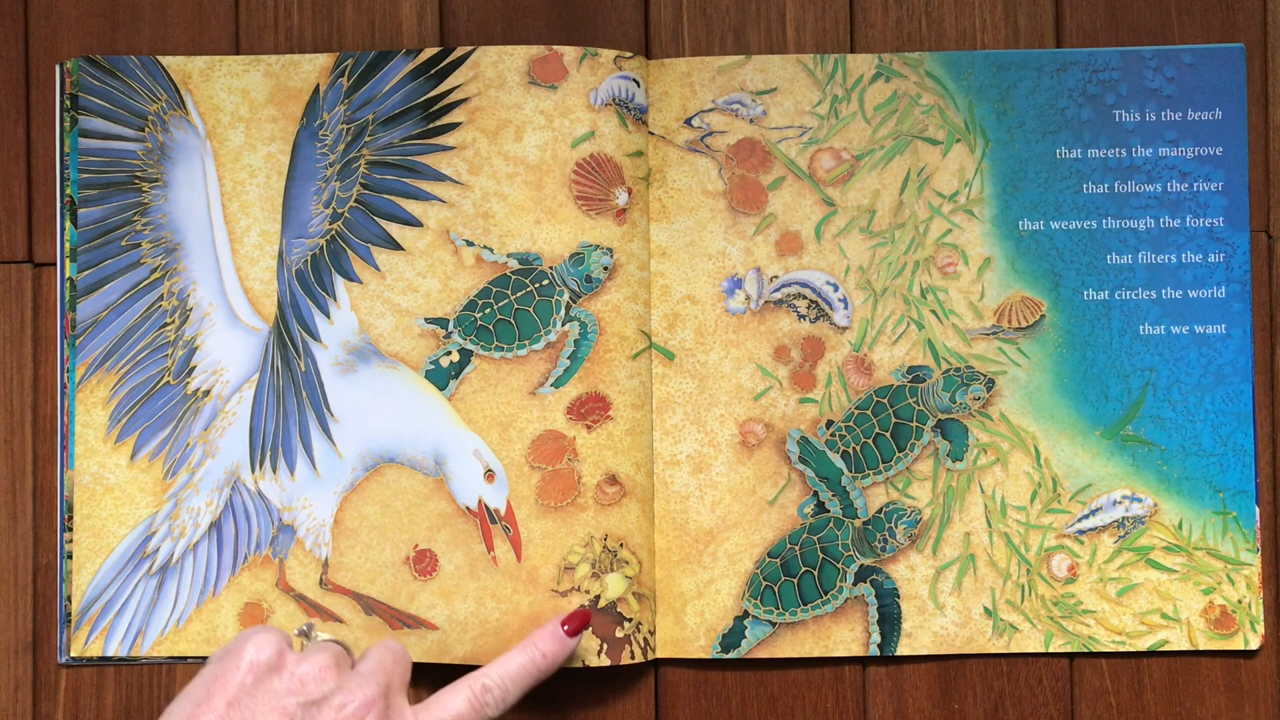 This is the beach
that meets the mangrove
that follows the river
that weaves through the forest
that filters the air
that circles the world
that we want